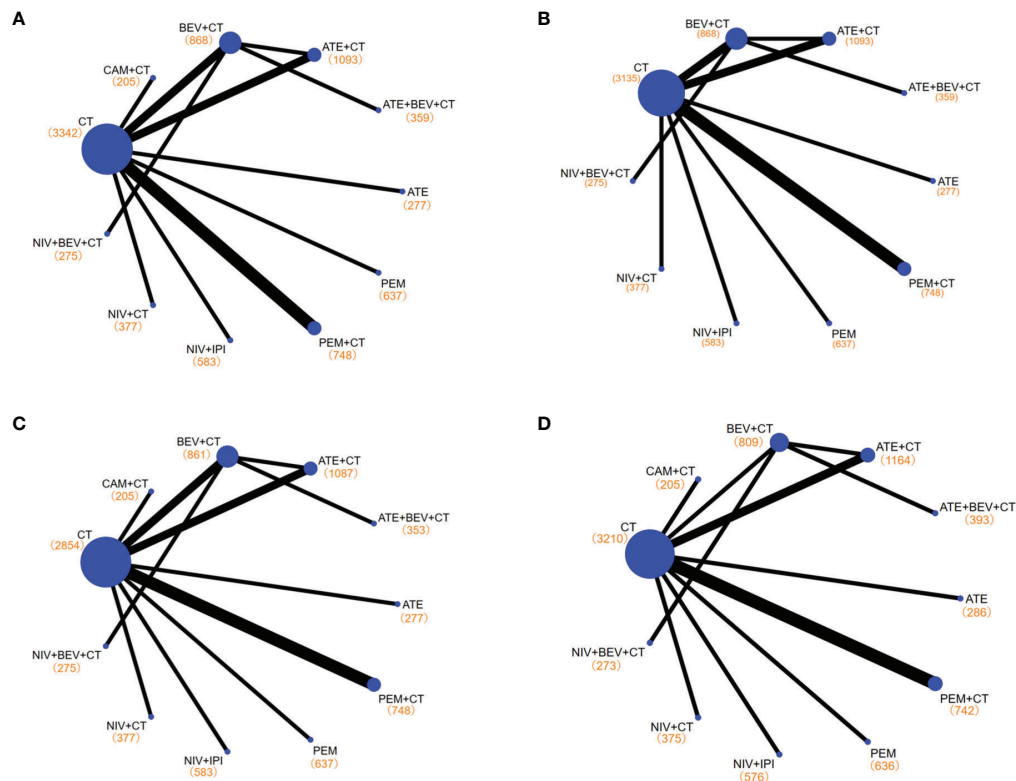 A
BEV+CT
(868)
ATE+CT
(1093)
CAM+CT
(205)
ATE+BEV+CT
(359)
CT
(3342)
ATE
(277)
NIV+BEV+CT
(275)
PEM
(637)
NIV+CT
(377)
PEM+CT
(748)
NIV+IPI
(583)
B
BEV+CT
(868)
ATE+CT
(1093)
CT
(3135)
ATE+BEV+CT
(359)
NIV+BEV+CT
(275)
ATE
(277)
NIV+CT
(377)
PEM+CT
(748)
NIV+IPI
(583)
PEM
(637)
C
BEV+CT
(861)
ATE+CT
(1087)
CAM+CT
(205)
ATE+BEV+CT
(353)
CT
(2854)
ATE
(277)
NIV+BEV+CT
(275)
PEM+CT
(748)
NIV+CT
(377)
PEM
(637)
NIV+IPI
(583)
D
BEV+CT
(809)
ATE+CT
(1164)
CAM+CT
(205)
ATE+BEV+CT
(393)
CT
(3210)
ATE
(286)
NIV+BEV+CT
(273)
PEM+CT
(742)
NIV+CT
(375)
PEM
(636)
NIV+IPI
(576)